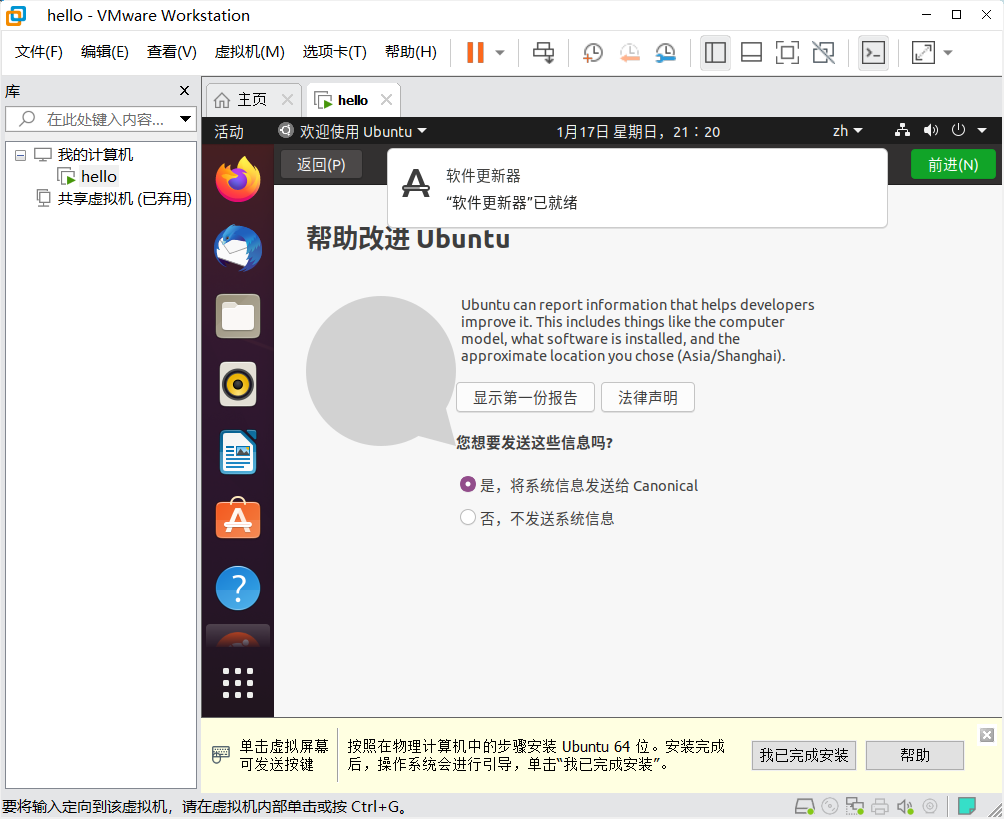 hello - VMware Workstation
文件(F) 编辑(E) 查看(V) 虚拟机(M) 选项卡(T) 帮助(H)
库
在此处键入内容...
我的计算机
hello
共享虚拟机 (已弃用)
主页 hello
活动 欢迎使用 Ubuntu 1月17日 星期日，21：20 zh
返回(P) 前进(N)
软件更新器
“软件更新器”已就绪
帮助改进 Ubuntu
Ubuntu can report information that helps developers
improve it. This includes things like the computer
model, what software is installed, and the
approximate location you chose (Asia/Shanghai).
显示第一份报告 法律声明
您想要发送这些信息吗?
是，将系统信息发送给 Canonical
否，不发送系统信息
单击虚拟屏幕
可发送按键
按照在物理计算机中的步骤安装 Ubuntu 64 位。安装完成
后，操作系统会进行引导，单击“我已完成安装”。
我已完成安装 帮助
要将输入定向到该虚拟机，请在虚拟机内部单击或按 Ctrl+G。